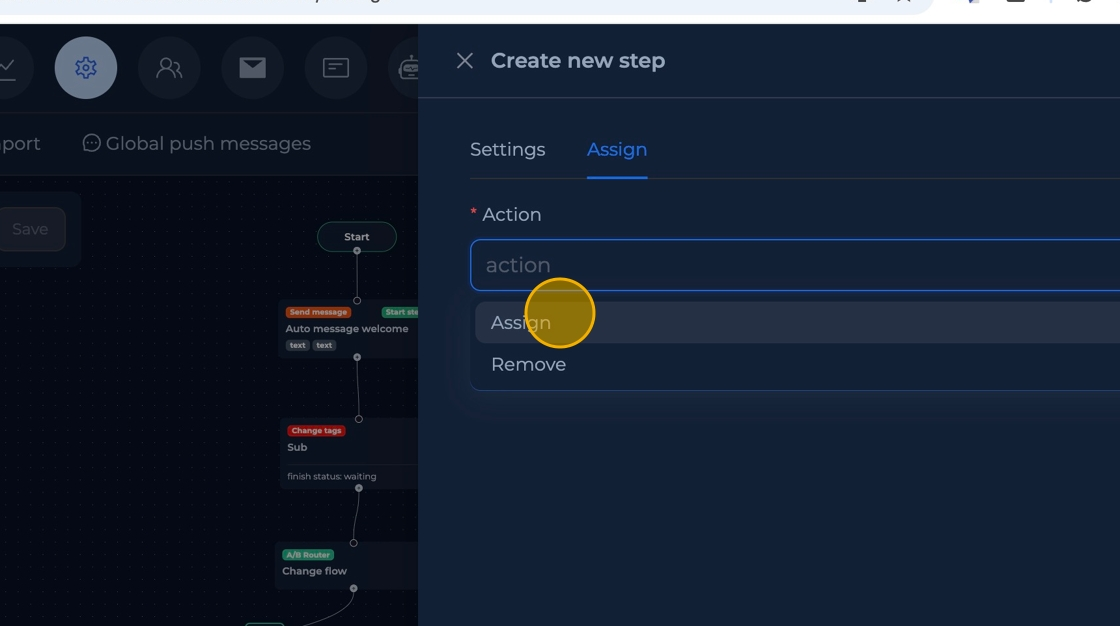 Create new step
port
Global push messages
Settings
Assign
* Action
action
Assign
Remove
Save
Start
Send message
Start ste
Auto message welcome
text text
Change tags
Sub
finish status: waiting
A/B Router
Change flow